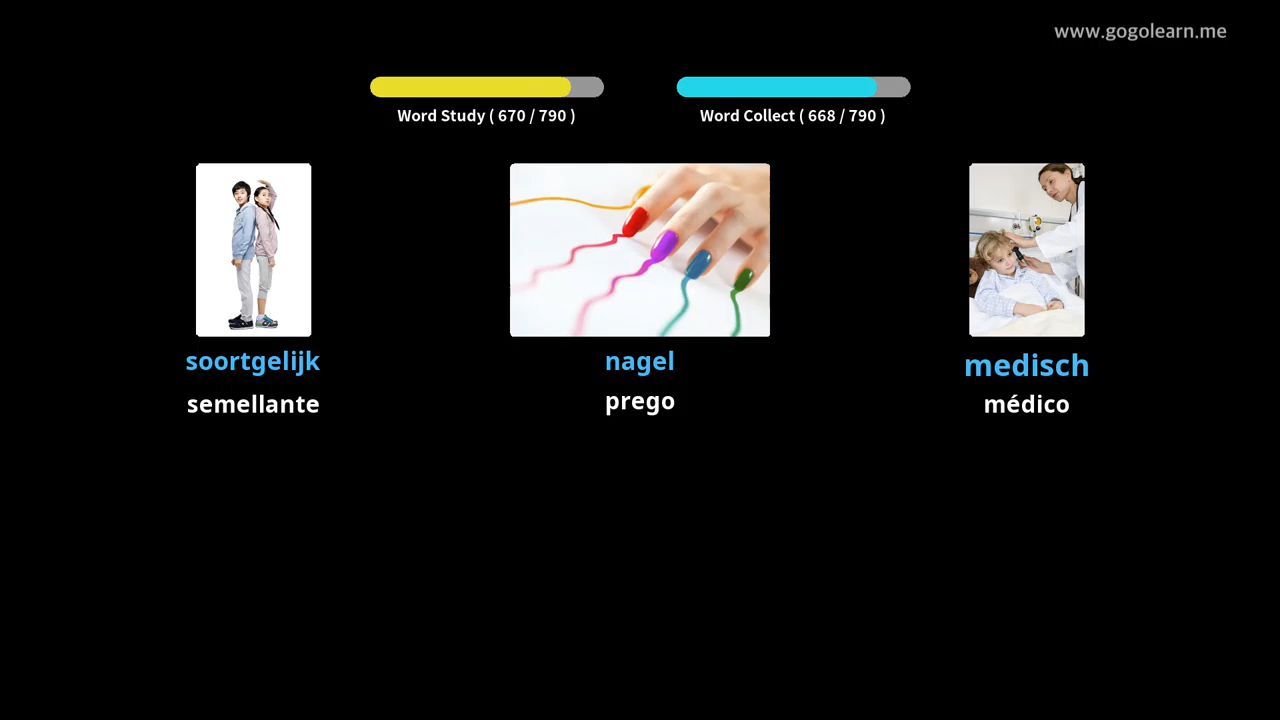 www.gogolearn.me
Word Study ( 670 / 790 )
Word Collect ( 668 / 790 )
soortgelijk
semellante
nagel
prego
medisch
médico